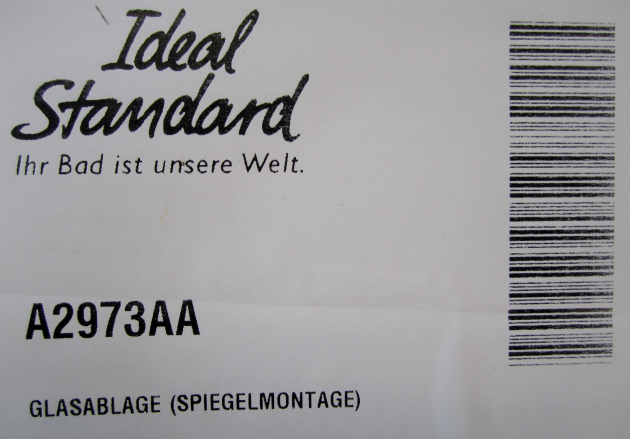 Ideal
Standard
Ihr Bad ist unsere Welt.
A2973AA
GLASABLAGE (SPIEGELMONTAGE)